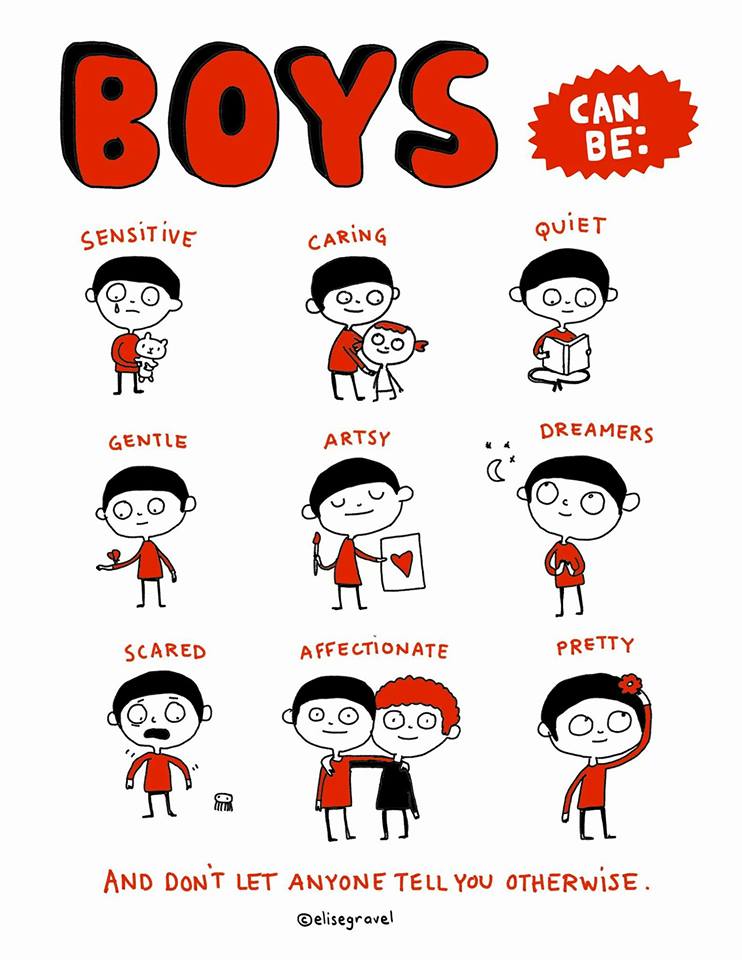 BOYS
CAN
BE:
SENSITIVE
CARING
QUIET
GENTLE
ARTSY
DREAMERS
SCARED
AFFECTIONATE
PRETTY
AND DON'T LET ANYONE TELL YOU OTHERWISE.
©elisegravel